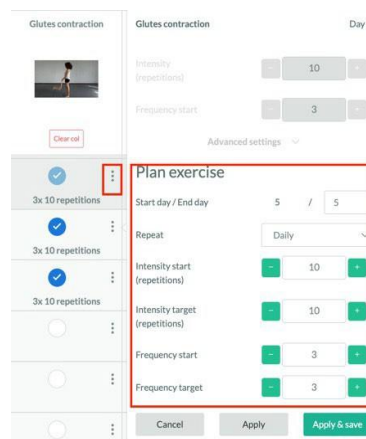 Glutes contraction
Clear col
3x 10 repetitions
3x 10 repetitions
3x 10 repetitions
Glutes contraction Day
Intensity
(repetitions)
- 10 +
Frequency start - 3 +
Advanced settings
Plan exercise
Start day / End day 5 / 5
Repeat Daily
Intensity start
(repetitions)
- 10 +
Intensity target
(repetitions)
- 10 +
Frequency start - 3 +
Frequency target - 3 +
Cancel Apply Apply & save